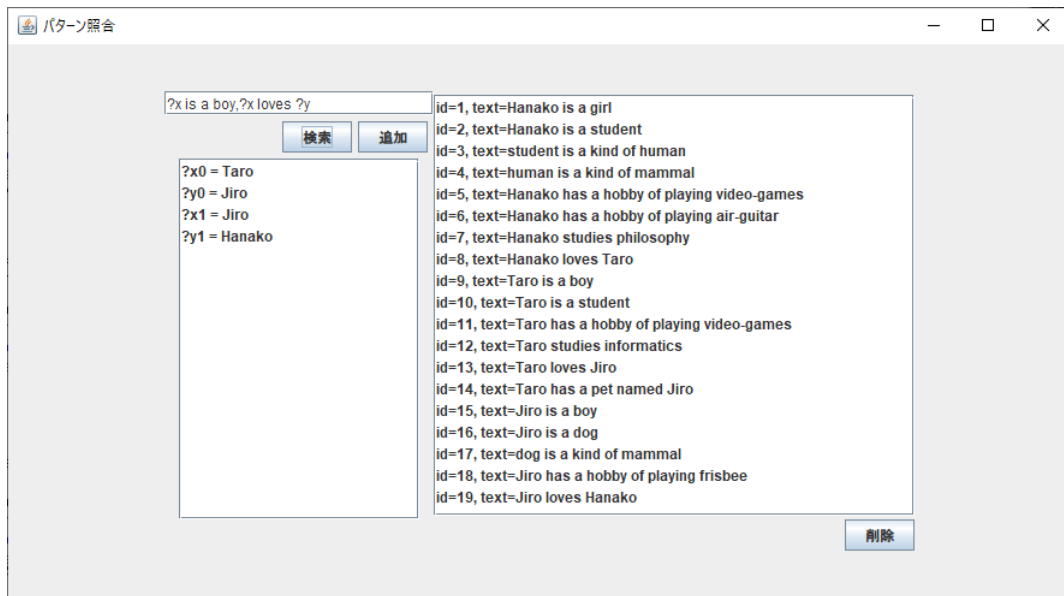 パターン照合
?x is a boy,?x loves ?y
検索 追加
?x0 = Taro
?y0 = Jiro
?x1 = Jiro
?y1 = Hanako
id=1, text=Hanako is a girl
id=2, text=Hanako is a student
id=3, text=student is a kind of human
id=4, text=human is a kind of mammal
id=5, text=Hanako has a hobby of playing video-games
id=6, text=Hanako has a hobby of playing air-guitar
id=7, text=Hanako studies philosophy
id=8, text=Hanako loves Taro
id=9, text=Taro is a boy
id=10, text=Taro is a student
id=11, text=Taro has a hobby of playing video-games
id=12, text=Taro studies informatics
id=13, text=Taro loves Jiro
id=14, text=Taro has a pet named Jiro
id=15, text=Jiro is a boy
id=16, text=Jiro is a dog
id=17, text=dog is a kind of mammal
id=18, text=Jiro has a hobby of playing frisbee
id=19, text=Jiro loves Hanako
削除